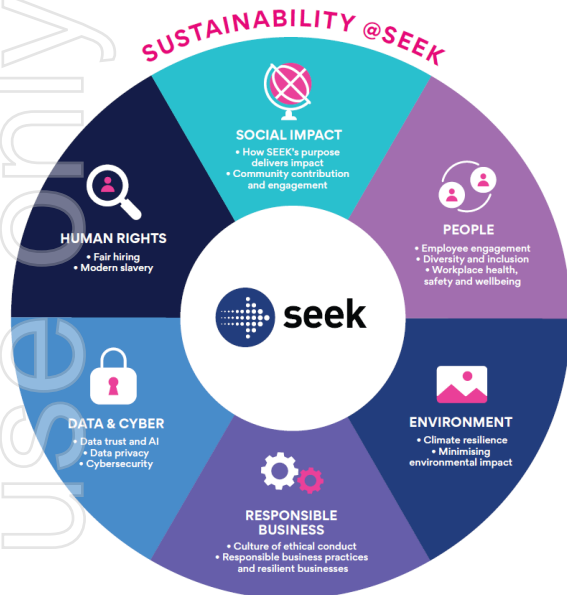 SUSTAINABILITY @SEEK
SOCIAL IMPACT
• How SEEK's purpose
delivers impact
• Community contribution
and engagement
PEOPLE
• Employee engagement
• Diversity and inclusion
• Workplace health,
safety and wellbeing
ENVIRONMENT
• Climate resilience
• Minimising
environmental impact
RESPONSIBLE
BUSINESS
• Culture of ethical conduct
• Responsible business practices
and resilient businesses
DATA & CYBER
• Data trust and AI
• Data privacy
• Cybersecurity
HUMAN RIGHTS
• Fair hiring
• Modern slavery
seek
use only